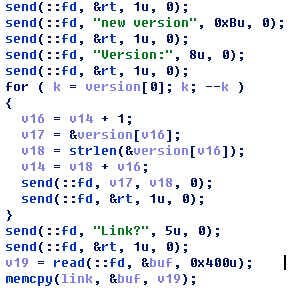 send(::fd, &rt, 1u, 0);
send(::fd, "new version", 0xBu, 0);
send(::fd, &rt, 1u, 0);
send(::fd, "Version:", 8u, 0);
send(::fd, &rt, 1u, 0);
for ( k = version[0]; k; --k )
{
v16 = v14 + 1;
v17 = &version[v16];
v18 = strlen(&version[v16]);
v14 = v18 + v16;
send(::fd, v17, v18, 0);
send(::fd, &rt, 1u, 0);
}
send(::fd, "Link?", 5u, 0);
send(::fd, &rt, 1u, 0);
v19 = read(::fd, &buf, 0x400u);
memcpy(link, &buf, v19);